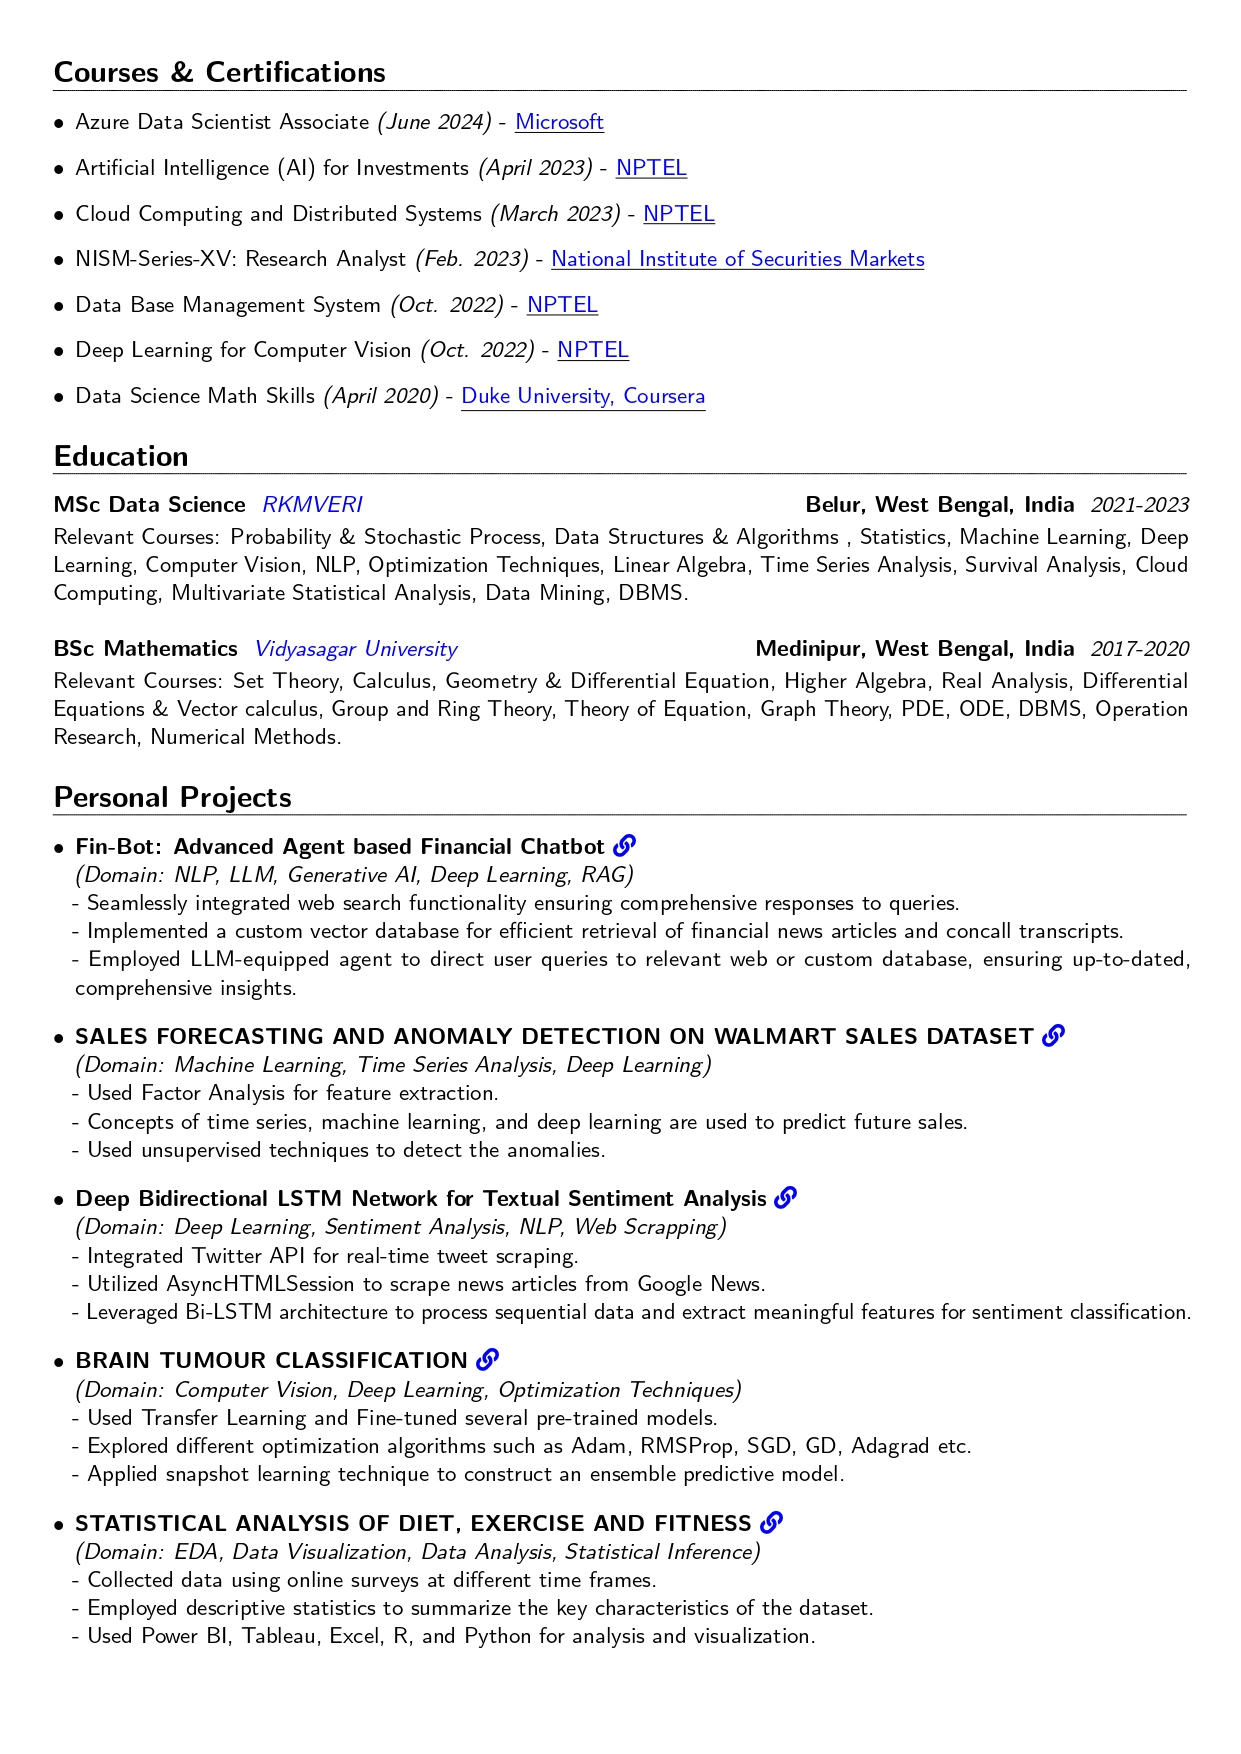 Courses & Certifications
• Azure Data Scientist Associate (June 2024) - Microsoft
• Artificial Intelligence (AI) for Investments (April 2023) - NPTEL
• Cloud Computing and Distributed Systems (March 2023) - NPTEL
• NISM-Series-XV: Research Analyst (Feb. 2023) - National Institute of Securities Markets
• Data Base Management System (Oct. 2022) - NPTEL
• Deep Learning for Computer Vision (Oct. 2022) - NPTEL
• Data Science Math Skills (April 2020) - Duke University, Coursera
Education
MSc Data Science RKMVERI Belur, West Bengal, India 2021-2023
Relevant Courses: Probability & Stochastic Process, Data Structures & Algorithms , Statistics, Machine Learning, Deep
Learning, Computer Vision, NLP, Optimization Techniques, Linear Algebra, Time Series Analysis, Survival Analysis, Cloud
Computing, Multivariate Statistical Analysis, Data Mining, DBMS.
BSc Mathematics Vidyasagar University Medinipur, West Bengal, India 2017-2020
Relevant Courses: Set Theory, Calculus, Geometry & Differential Equation, Higher Algebra, Real Analysis, Differential
Equations & Vector calculus, Group and Ring Theory, Theory of Equation, Graph Theory, PDE, ODE, DBMS, Operation
Research, Numerical Methods.
Personal Projects
• Fin-Bot: Advanced Agent based Financial Chatbot
(Domain: NLP, LLM, Generative AI, Deep Learning, RAG)
- Seamlessly integrated web search functionality ensuring comprehensive responses to queries.
- Implemented a custom vector database for efficient retrieval of financial news articles and concall transcripts.
- Employed LLM-equipped agent to direct user queries to relevant web or custom database, ensuring up-to-dated,
comprehensive insights.
• SALES FORECASTING AND ANOMALY DETECTION ON WALMART SALES DATASET
(Domain: Machine Learning, Time Series Analysis, Deep Learning)
- Used Factor Analysis for feature extraction.
- Concepts of time series, machine learning, and deep learning are used to predict future sales.
- Used unsupervised techniques to detect the anomalies.
• Deep Bidirectional LSTM Network for Textual Sentiment Analysis
(Domain: Deep Learning, Sentiment Analysis, NLP, Web Scrapping)
- Integrated Twitter API for real-time tweet scraping.
- Utilized AsyncHTMLSession to scrape news articles from Google News.
- Leveraged Bi-LSTM architecture to process sequential data and extract meaningful features for sentiment classification.
• BRAIN TUMOUR CLASSIFICATION
(Domain: Computer Vision, Deep Learning, Optimization Techniques)
- Used Transfer Learning and Fine-tuned several pre-trained models.
- Explored different optimization algorithms such as Adam, RMSProp, SGD, GD, Adagrad etc.
- Applied snapshot learning technique to construct an ensemble predictive model.
• STATISTICAL ANALYSIS OF DIET, EXERCISE AND FITNESS
(Domain: EDA, Data Visualization, Data Analysis, Statistical Inference)
- Collected data using online surveys at different time frames.
- Employed descriptive statistics to summarize the key characteristics of the dataset.
- Used Power BI, Tableau, Excel, R, and Python for analysis and visualization.